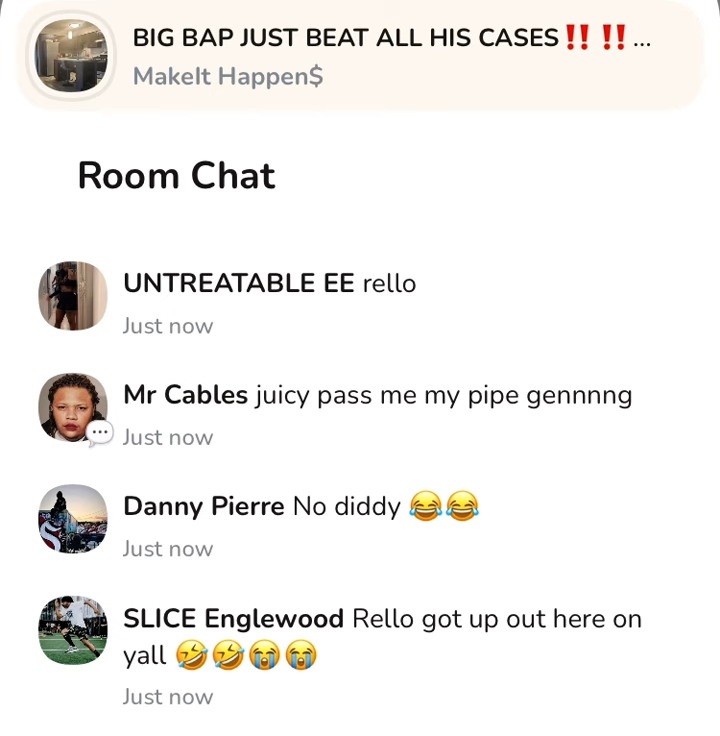 BIG BAP JUST BEAT ALL HIS CASES‼️ ‼️...
MakeIt Happen$
Room Chat
UNTREATABLE EE rello
Just now
Mr Cables juicy pass me my pipe gennnng
Just now
Danny Pierre No diddy 😂😂
Just now
SLICE Englewood Rello got up out here on
yall 🤣🤣😭😭
Just now